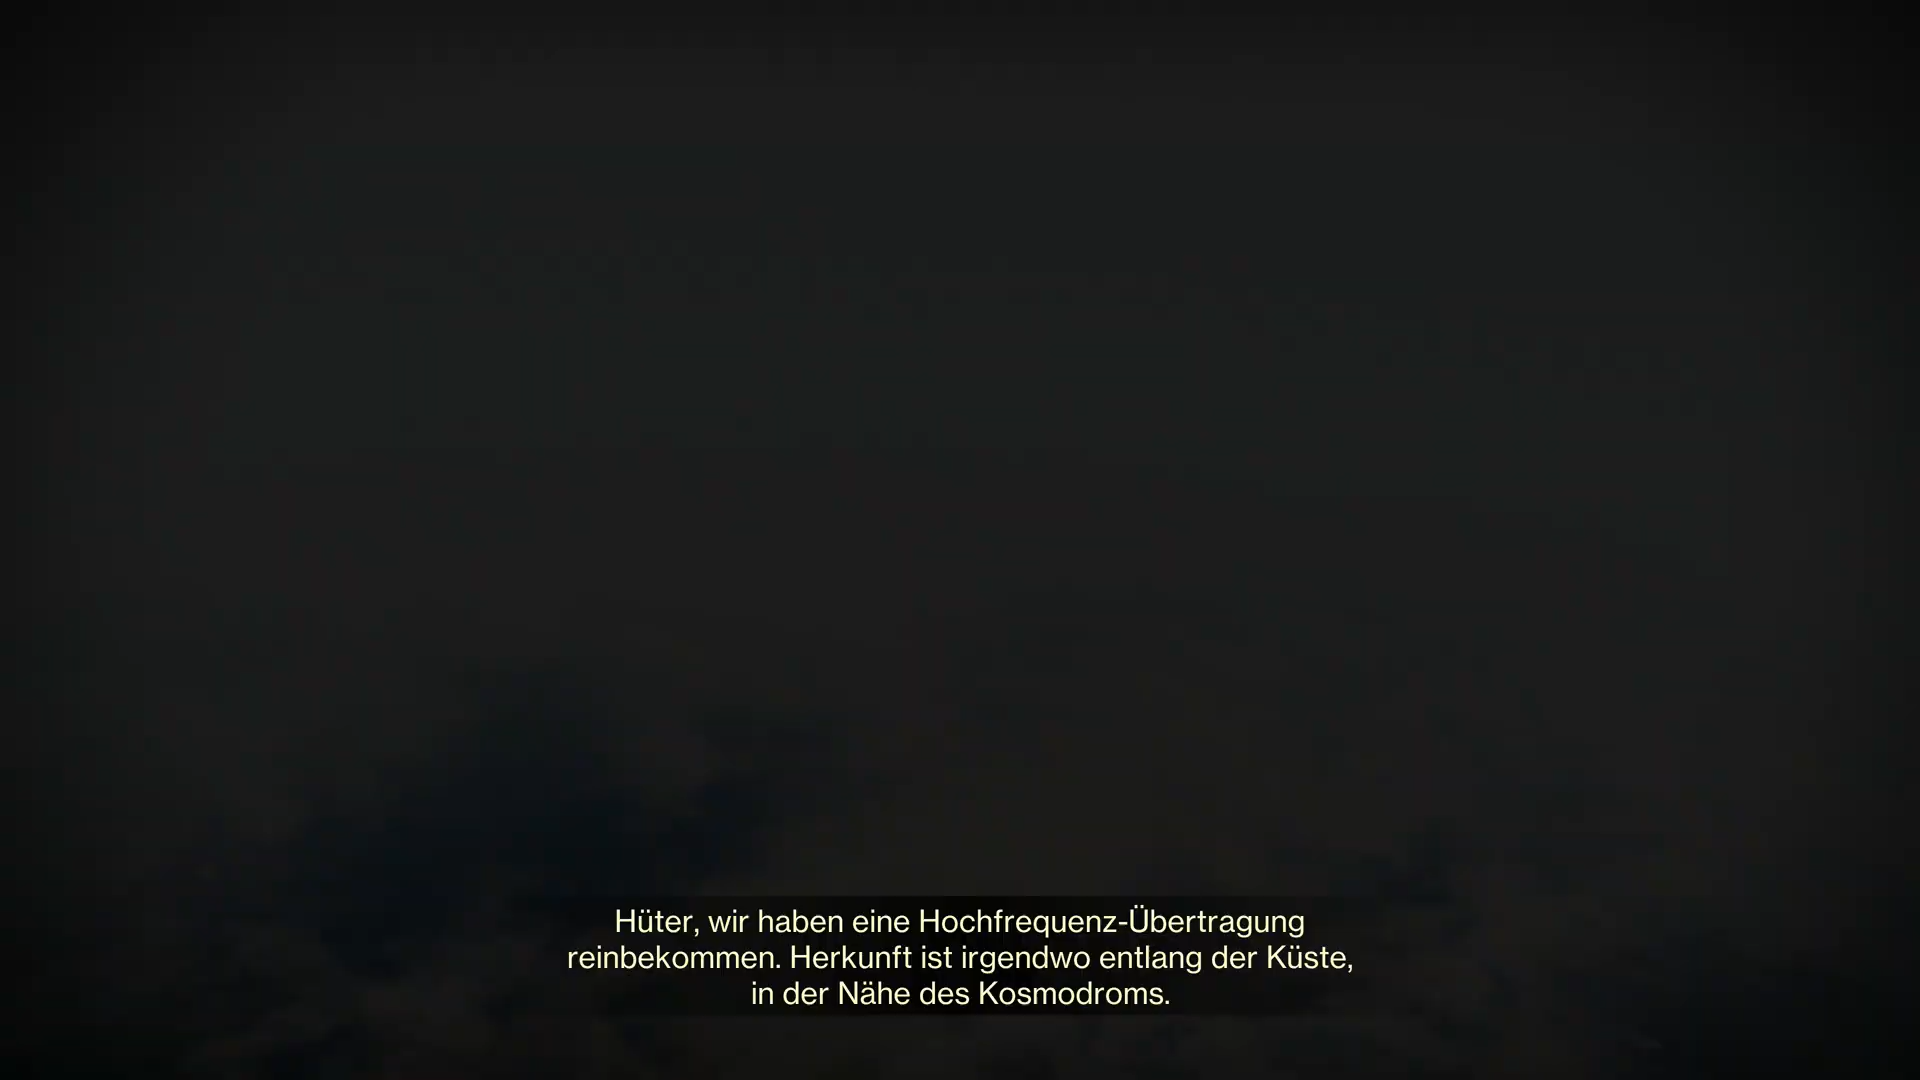 Hüter, wir haben eine Hochfrequenz-Übertragung
reinbekommen. Herkunft ist irgendwo entlang der Küste,
in der Nähe des Kosmodroms.